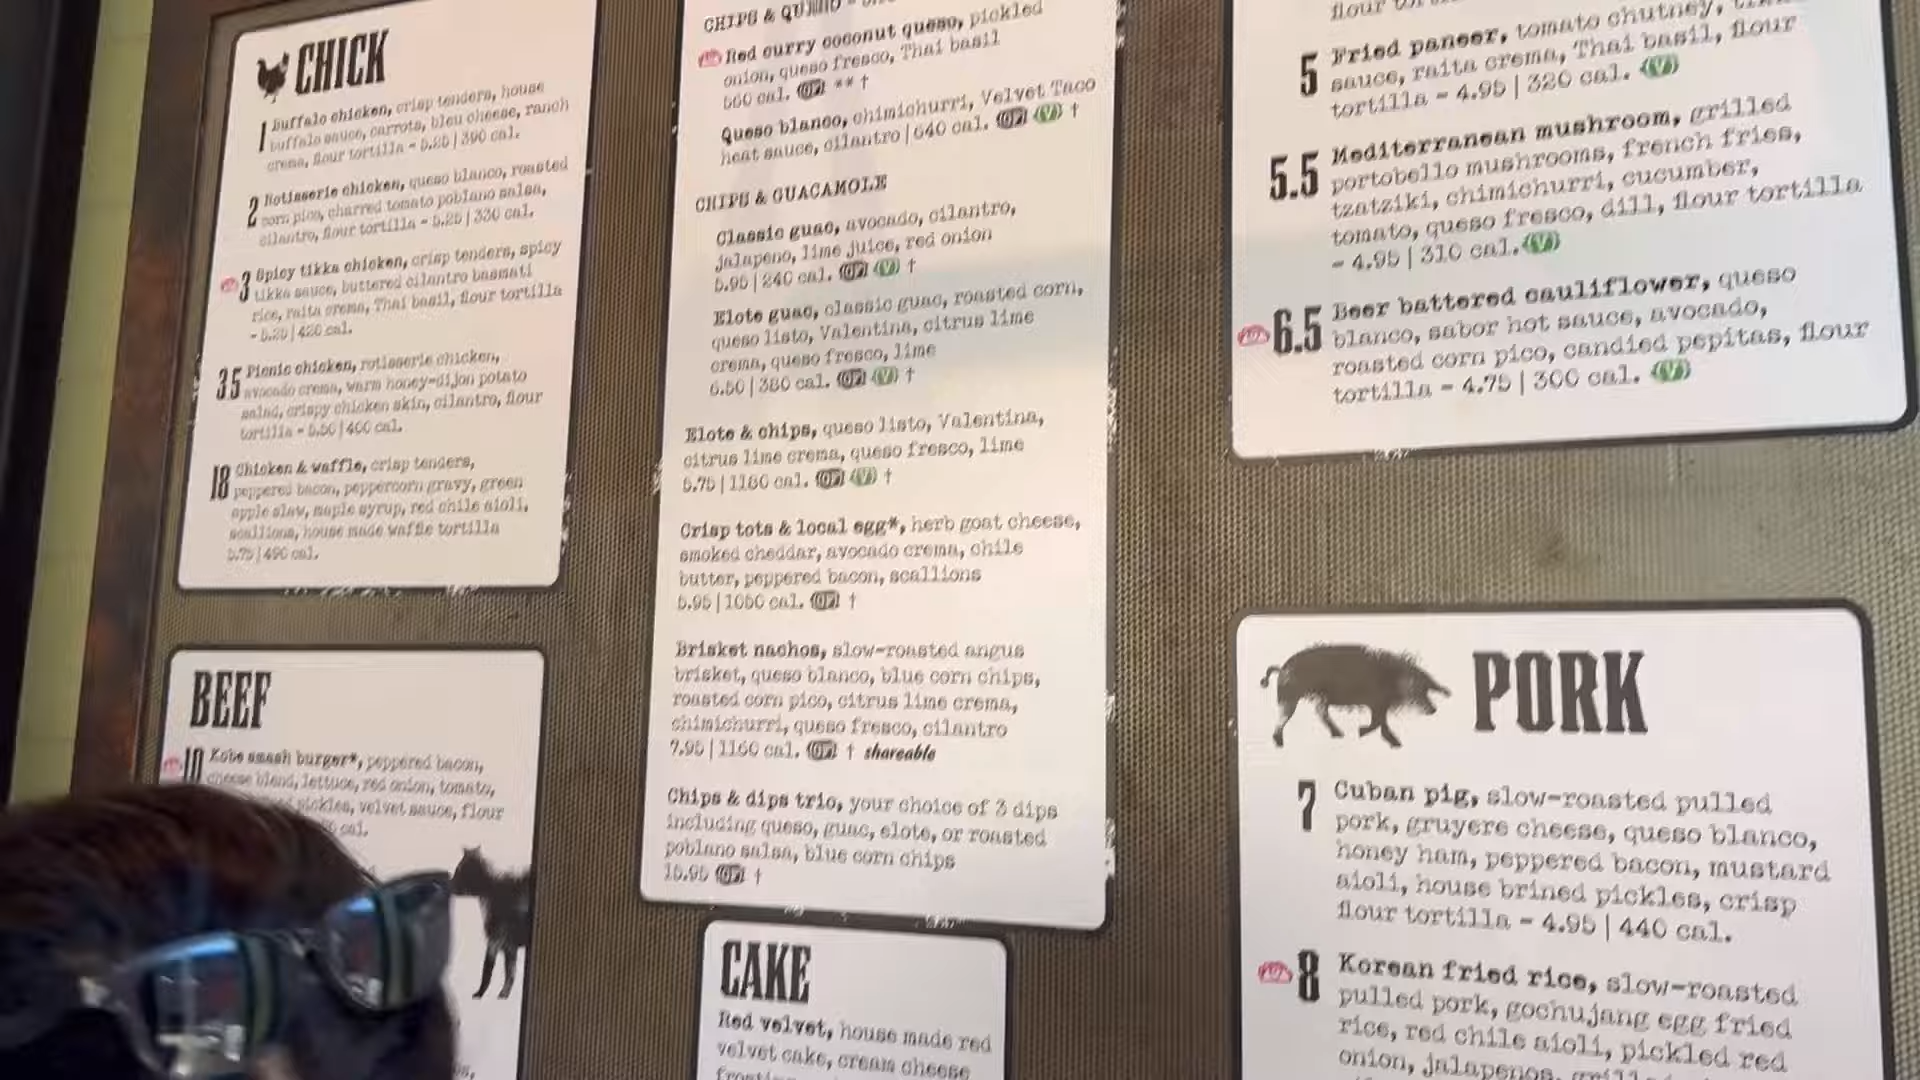 CHICK
1 Buffalo chicken, crisp tenders, house
buffalo sauce, carrots, bleu cheese, ranch
crema, flour tortilla - 5.25 | 390 cal.
2 Rotisserie chicken, queso blanco, roasted
corn pico, charred tomato poblano salsa,
cilantro, flour tortilla - 5.25 | 330 cal.
3 Spicy tikka chicken, crisp tenders, spicy
tikka sauce, buttered cilantro basmati
rice, raita crema, Thai basil, flour tortilla
- 5.25 | 420 cal.
3.5 Picnic chicken, rotisserie chicken,
avocado crema, warm honey-dijon potato
salad, crispy chicken skin, cilantro, flour
tortilla - 5.50 | 400 cal.
18 Chicken & waffle, crisp tenders,
peppered bacon, peppercorn gravy, green
apple slaw, maple syrup, red chile aioli,
scallions, house made waffle tortilla
5.75 | 490 cal.
BEEF
10 Kobe smash burger*, peppered bacon,
cheese blend, lettuce, red onion, tomato,
pickles, velvet sauce, flour
cal.
CHIPS &
Red curry coconut queso, pickled
onion, queso fresco, Thai basil
560 cal. ** †
Queso blanco, chimichurri, Velvet Taco
heat sauce, cilantro | 640 cal. V †
CHIPS & GUACAMOLE
Classic guac, avocado, cilantro,
jalapeno, lime juice, red onion
5.95 | 240 cal. V †
Elote guac, classic guac, roasted corn,
queso listo, Valentina, citrus lime
crema, queso fresco, lime
6.50 | 380 cal. V †
Elote & chips, queso listo, Valentina,
citrus lime crema, queso fresco, lime
5.75 | 1160 cal. V †
Crisp tots & local egg*, herb goat cheese,
smoked cheddar, avocado crema, chile
butter, peppered bacon, scallions
5.95 | 1050 cal. †
Brisket nachos, slow-roasted angus
brisket, queso blanco, blue corn chips,
roasted corn pico, citrus lime crema,
chimichurri, queso fresco, cilantro
7.95 | 1160 cal. † shareable
Chips & dips trio, your choice of 3 dips
including queso, guac, elote, or roasted
poblano salsa, blue corn chips
15.95 †
CAKE
Red velvet, house made red
velvet cake, cream cheese
flour
5 Fried paneer, tomato chutney,
sauce, raita crema, Thai basil, flour
tortilla - 4.95 | 320 cal. V
5.5 Mediterranean mushroom, grilled
portobello mushrooms, french fries,
tzatziki, chimichurri, cucumber,
tomato, queso fresco, dill, flour tortilla
- 4.95 | 310 cal. V
6.5 Beer battered cauliflower, queso
blanco, sabor hot sauce, avocado,
roasted corn pico, candied pepitas, flour
tortilla - 4.75 | 300 cal. V
PORK
7 Cuban pig, slow-roasted pulled
pork, gruyere cheese, queso blanco,
honey ham, peppered bacon, mustard
aioli, house brined pickles, crisp
flour tortilla - 4.95 | 440 cal.
8 Korean fried rice, slow-roasted
pulled pork, gochujang egg fried
rice, red chile aioli, pickled red
onion, jalapenos,